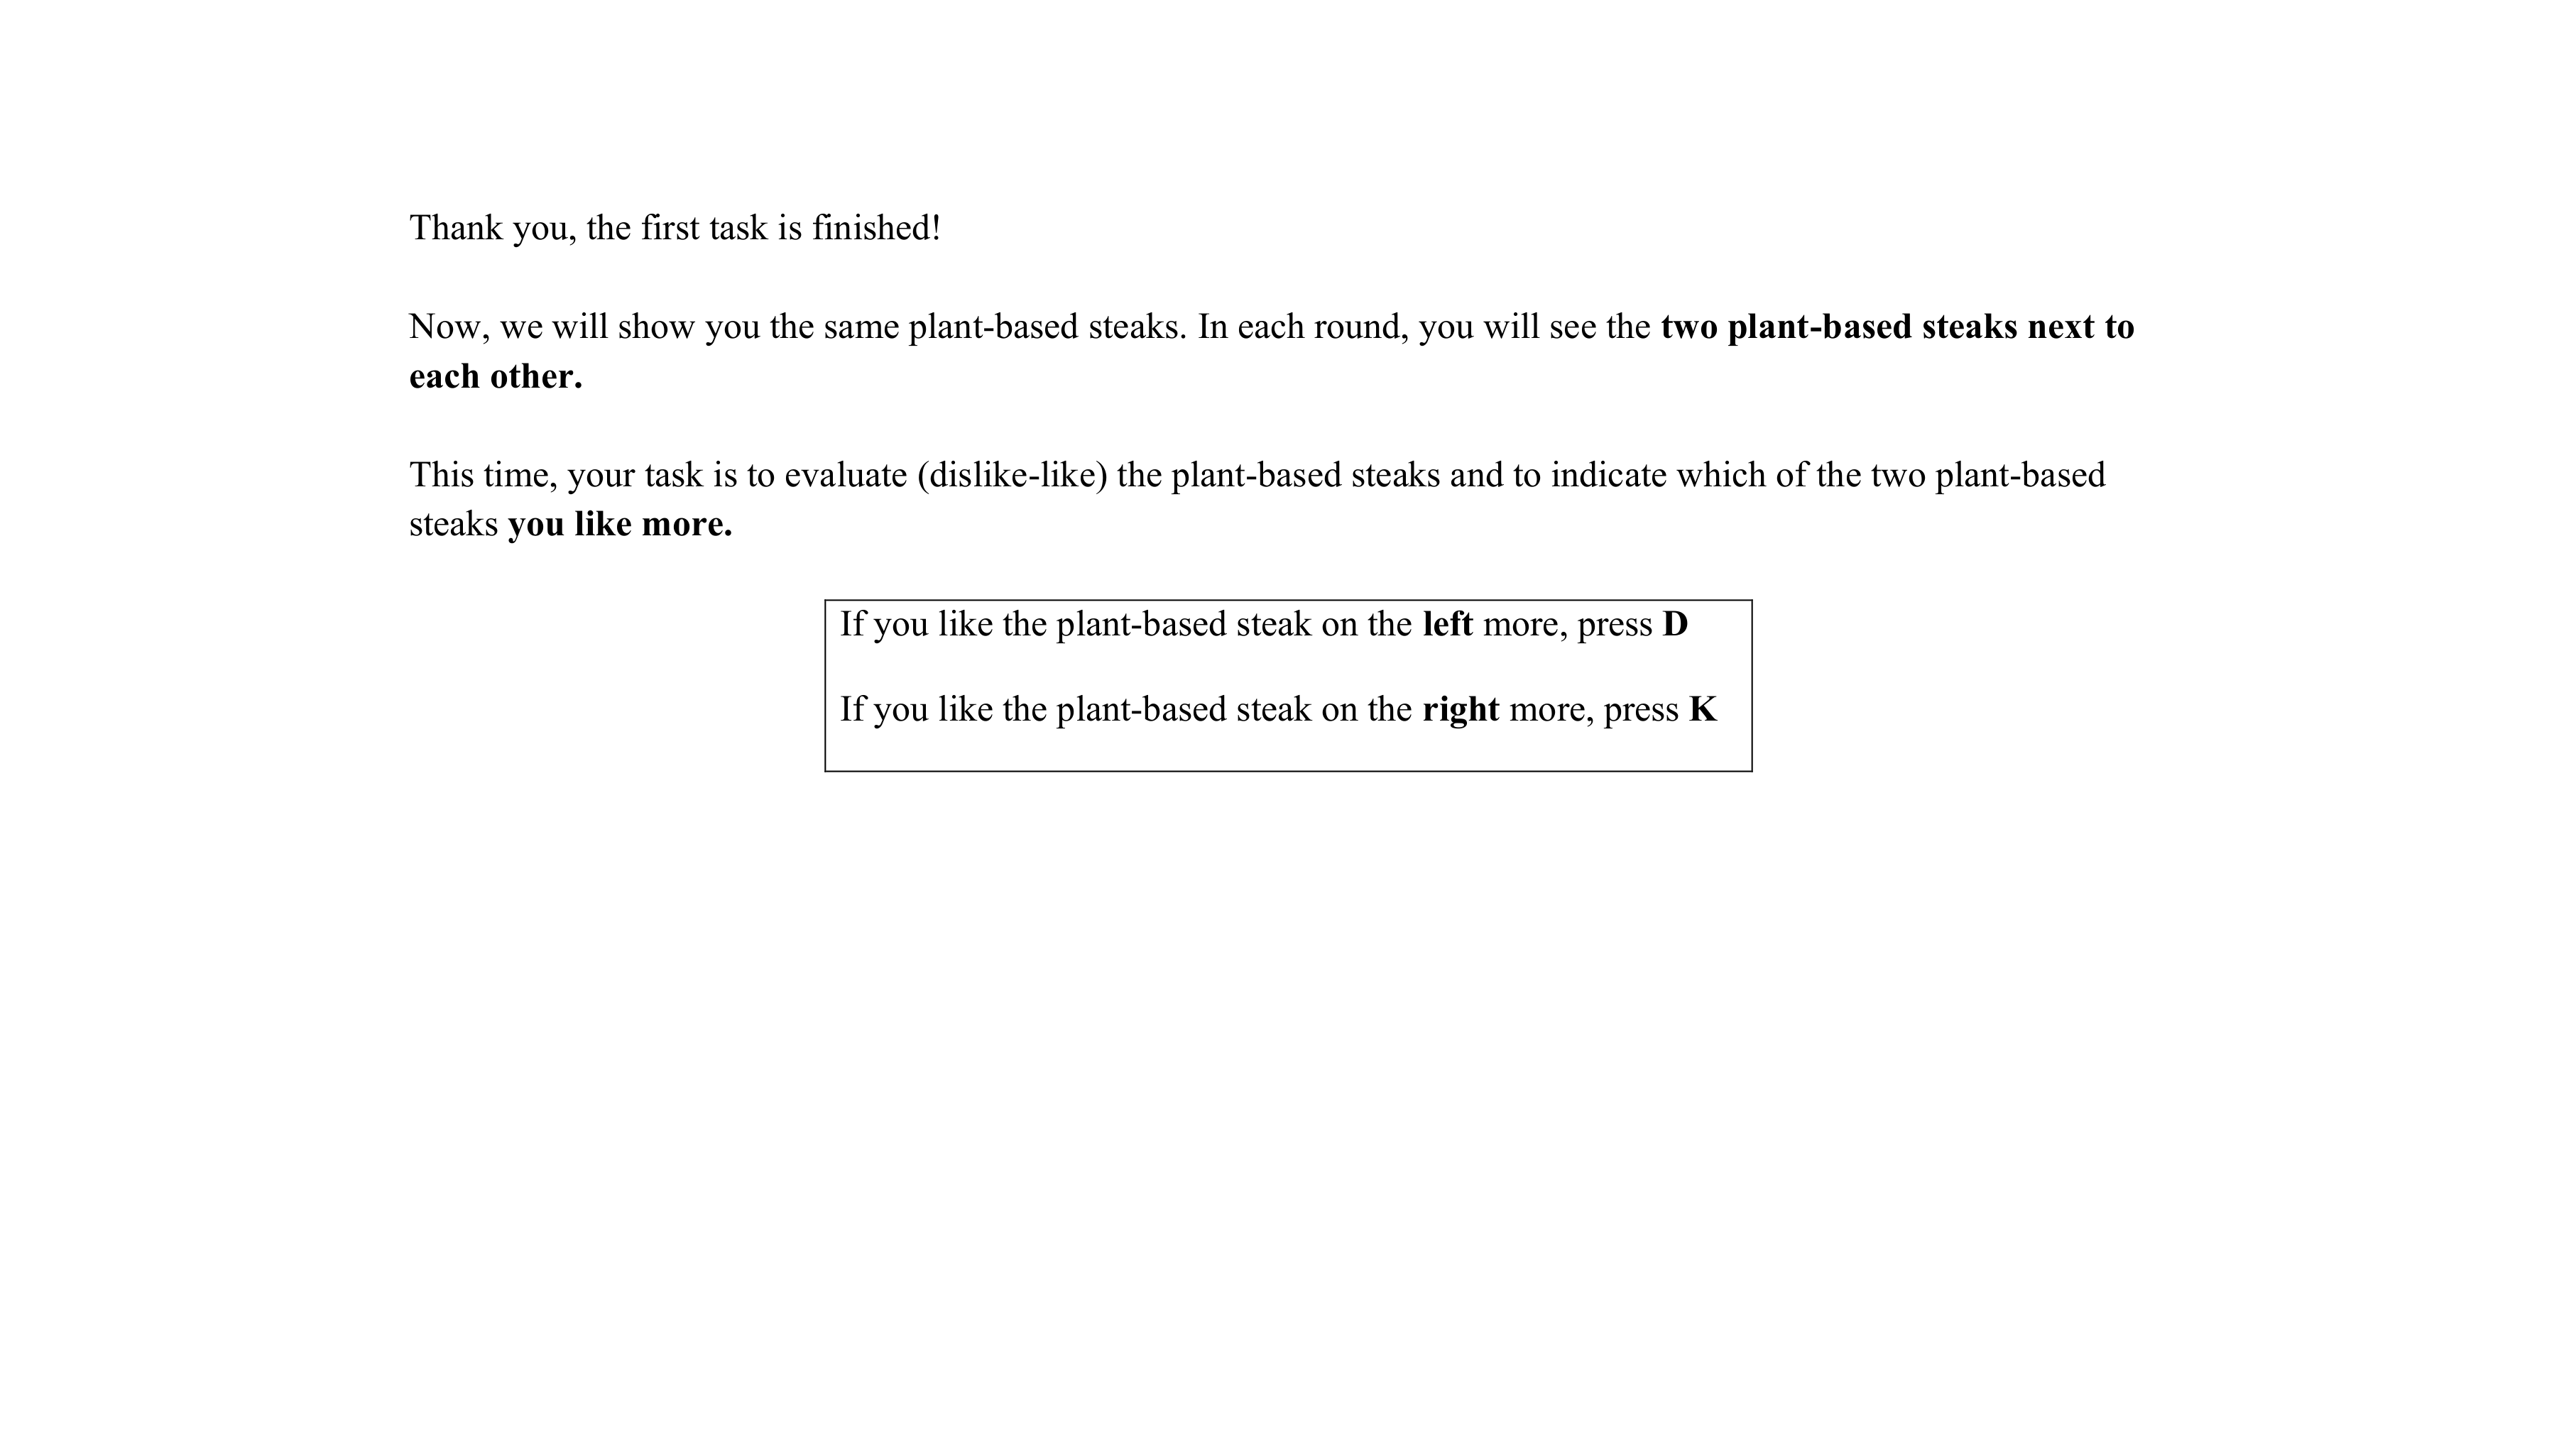 Thank you, the first task is finished!
Now, we will show you the same plant-based steaks. In each round, you will see the two plant-based steaks next to
each other.
This time, your task is to evaluate (dislike-like) the plant-based steaks and to indicate which of the two plant-based
steaks you like more.
If you like the plant-based steak on the left more, press D
If you like the plant-based steak on the right more, press K